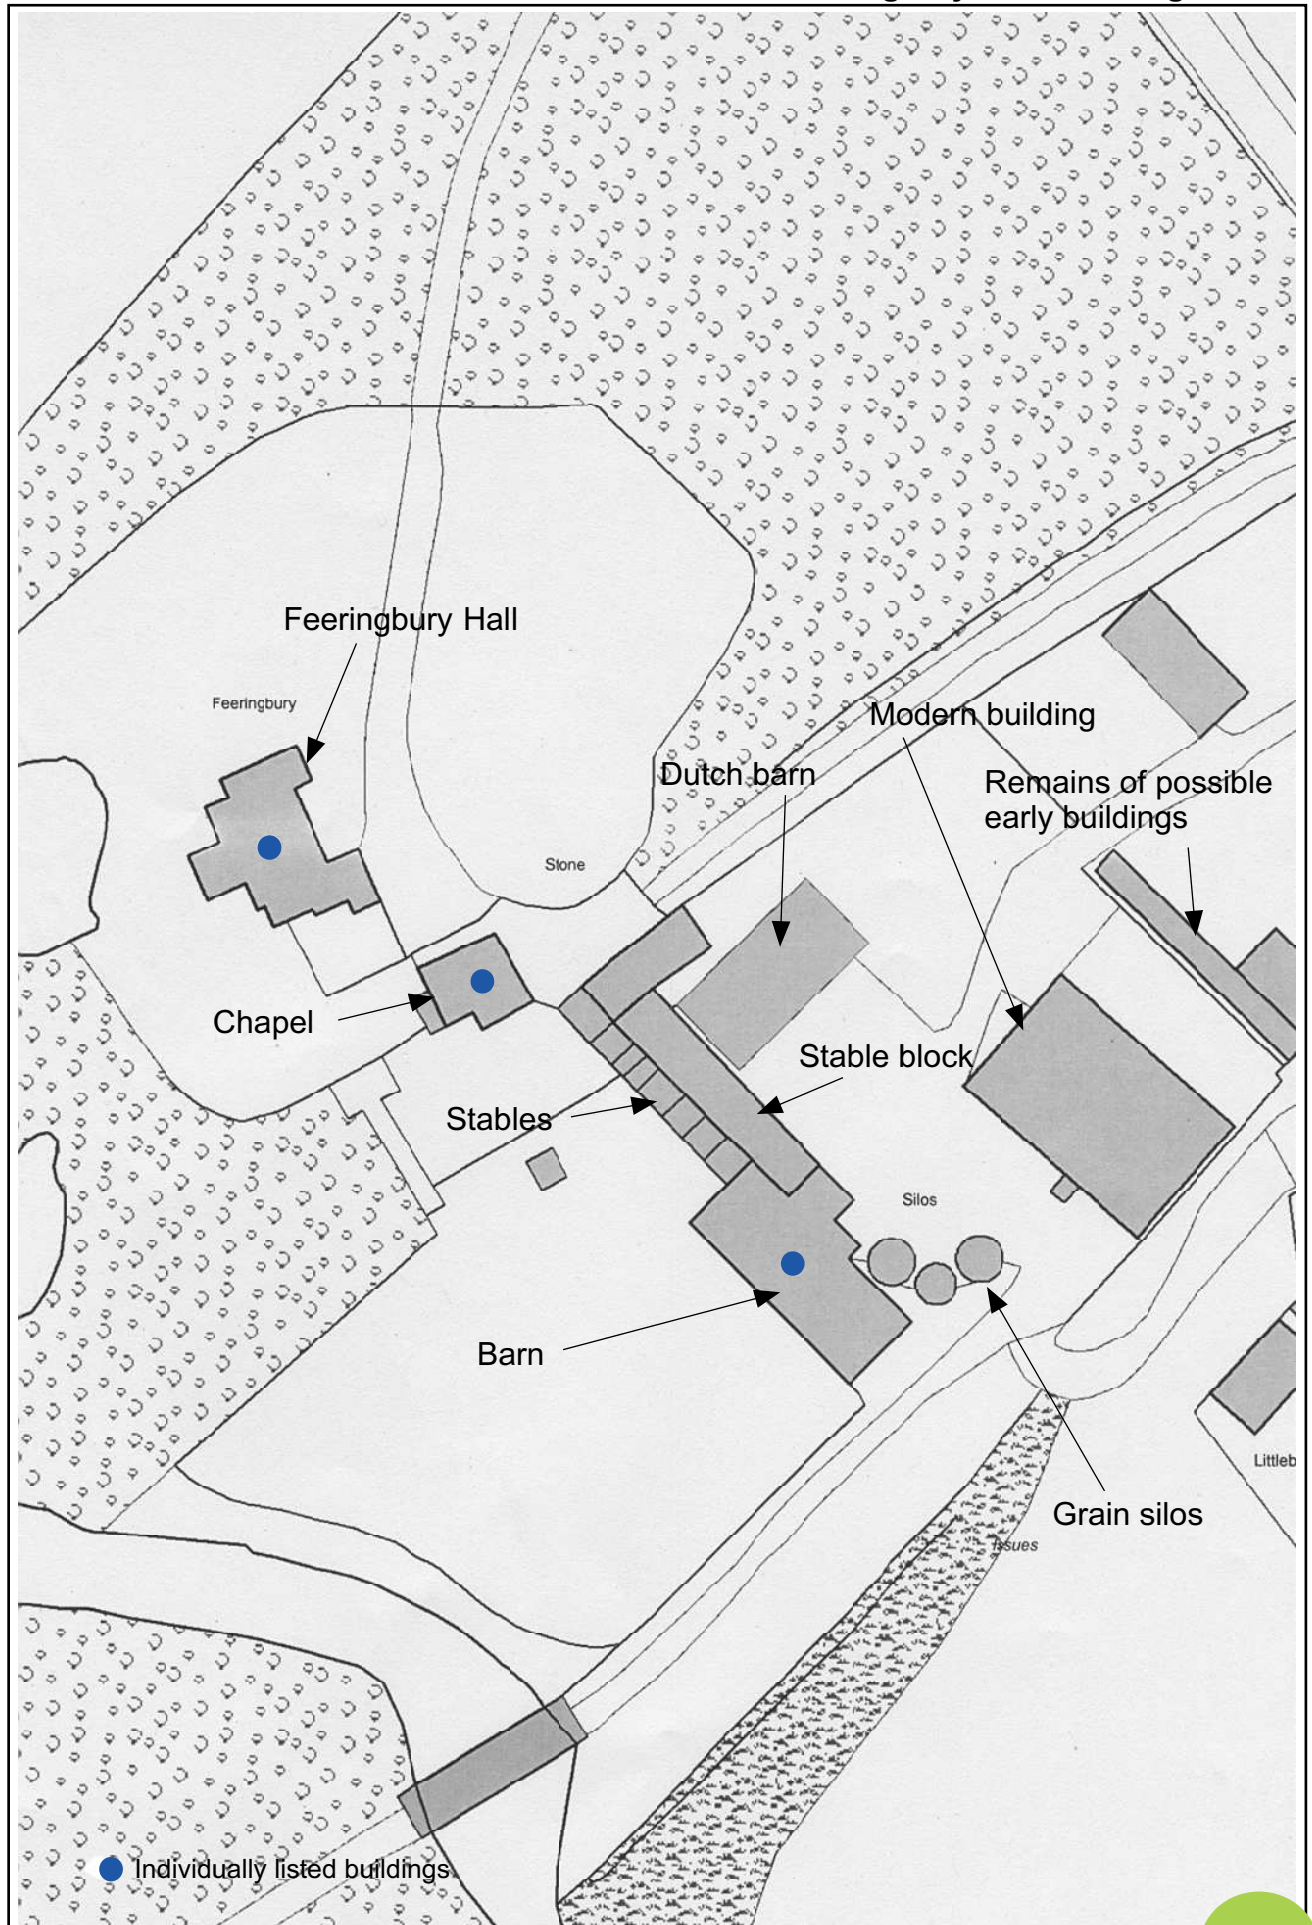 Feeringbury Hall
Feeringbury
Modern building
Dutch barn
Remains of possible
early buildings
Stone
Chapel
Stable block
Stables
Silos
Barn
Grain silos
Issues
Individually listed buildings